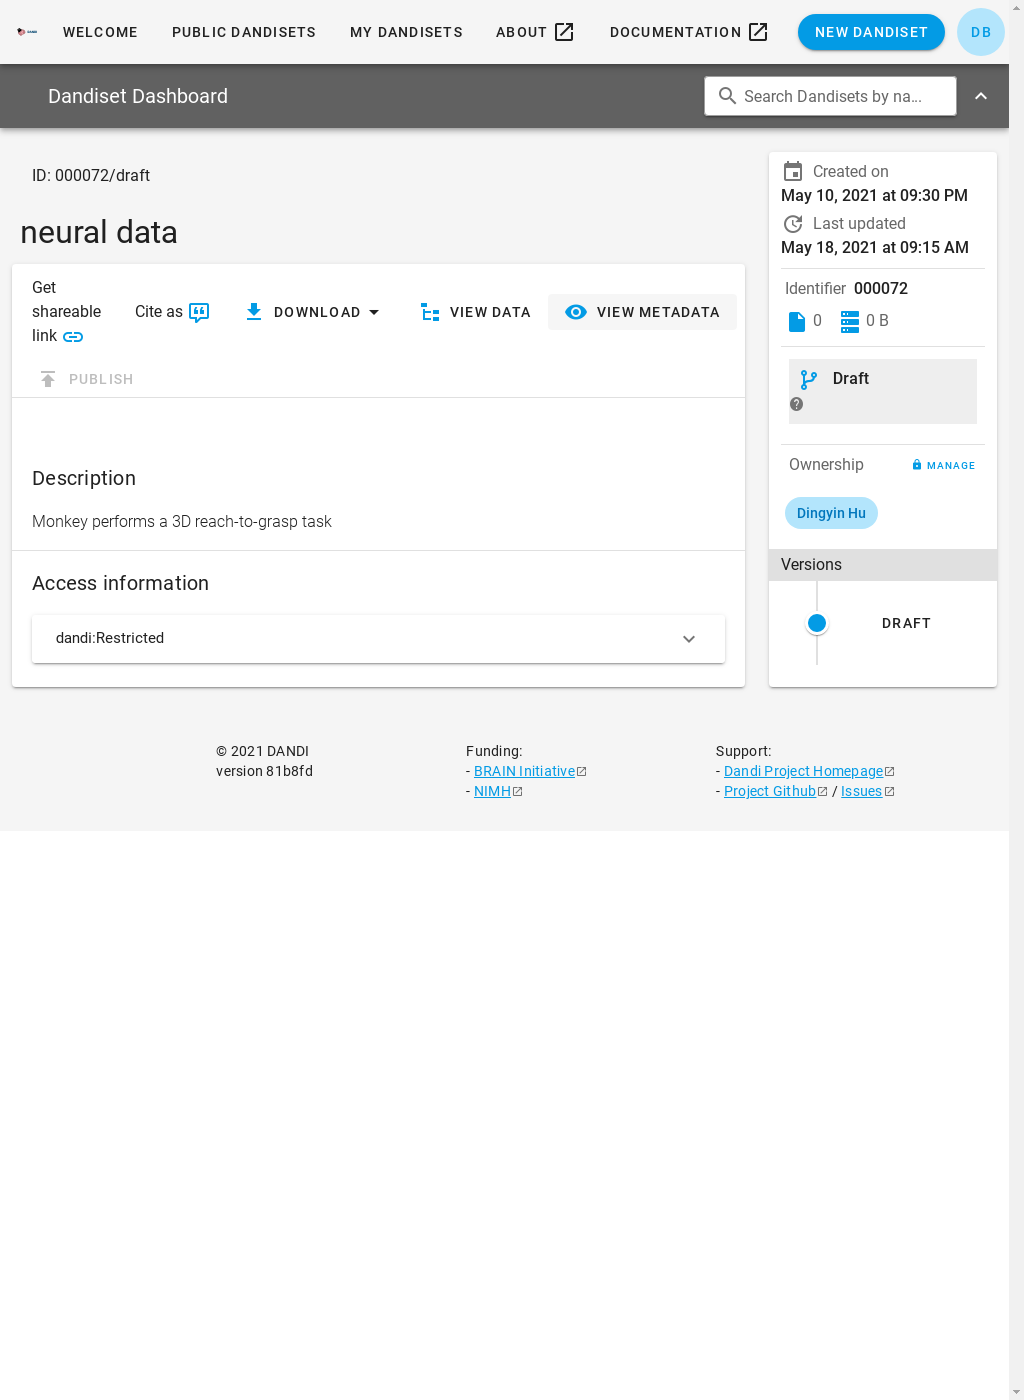 WELCOME PUBLIC DANDISETS MY DANDISETS ABOUT DOCUMENTATION NEW DANDISET DB
Dandiset Dashboard Search Dandisets by na...
ID: 000072/draft
neural data
Get
shareable
link
Cite as
DOWNLOAD
VIEW DATA
VIEW METADATA
PUBLISH
Description
Monkey performs a 3D reach-to-grasp task
Access information
dandi:Restricted
Created on
May 10, 2021 at 09:30 PM
Last updated
May 18, 2021 at 09:15 AM
Identifier 000072
0 0 B
Draft
Ownership MANAGE
Dingyin Hu
Versions
DRAFT
© 2021 DANDI
version 81b8fd
Funding:
- BRAIN Initiative
- NIMH
Support:
- Dandi Project Homepage
- Project Github / Issues